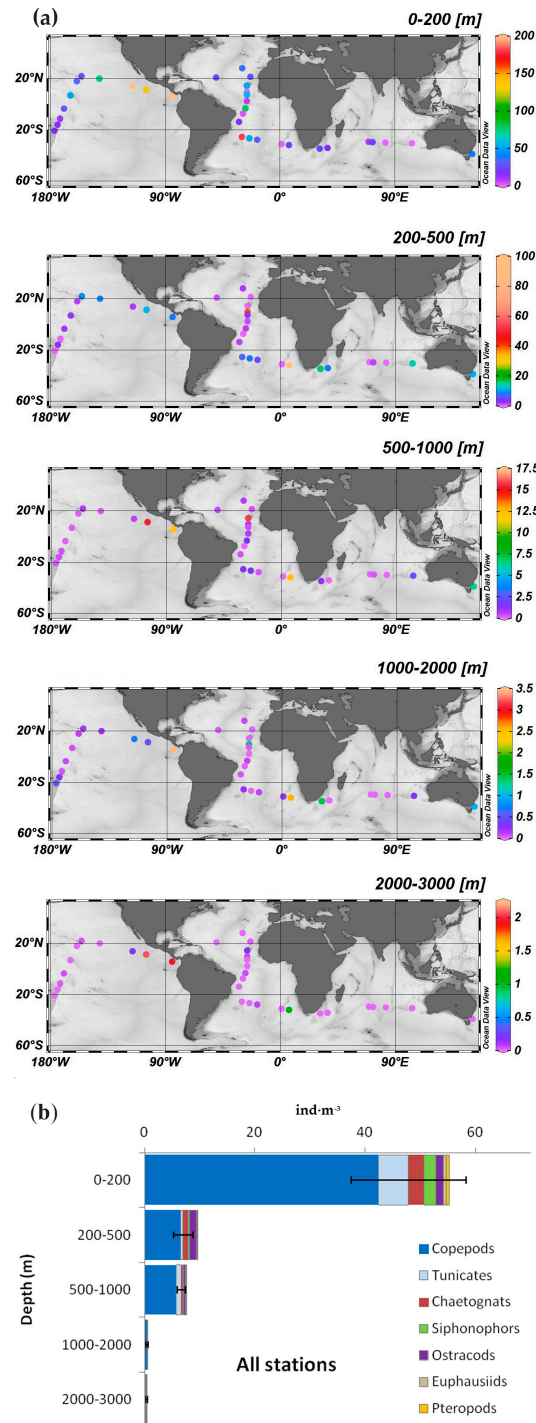 (a)
0-200 [m]
20°N
20°S
60°S
180°W 90°W 0° 90°E
Ocean Data View
200
150
100
50
0
200-500 [m]
20°N
20°S
60°S
180°W 90°W 0° 90°E
Ocean Data View
100
80
60
40
20
0
500-1000 [m]
20°N
20°S
60°S
180°W 90°W 0° 90°E
Ocean Data View
17.5
15
12.5
10
7.5
5
2.5
0
1000-2000 [m]
20°N
20°S
60°S
180°W 90°W 0° 90°E
Ocean Data View
3.5
3
2.5
2
1.5
1
0.5
0
2000-3000 [m]
20°N
20°S
60°S
180°W 90°W 0° 90°E
Ocean Data View
2
1.5
1
0.5
0
(b)
ind·m-3
0 20 40 60
Depth (m)
0-200
200-500
500-1000
1000-2000
2000-3000
Copepods
Tunicates
Chaetognats
Siphonophors
Ostracods
Euphausiids
Pteropods
All stations